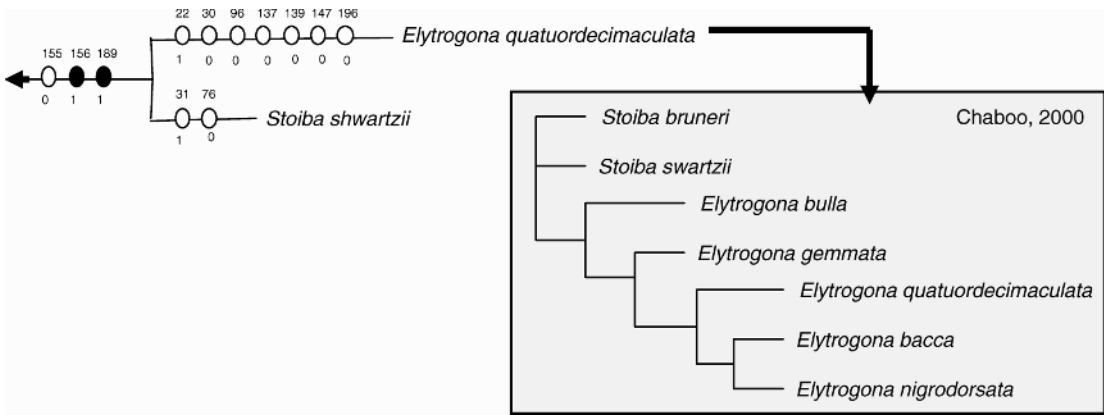 22 30 96 137 139 147 196
Elytrogona quatuordecimaculata
1 0 0 0 0 0 0
155 156 189
0 1 1
31 76
Stoiba shwartzii
1 0
Chaboo, 2000
Stoiba bruneri
Stoiba swartzii
Elytrogona bulla
Elytrogona gemmata
Elytrogona quatuordecimaculata
Elytrogona bacca
Elytrogona nigrodorsata